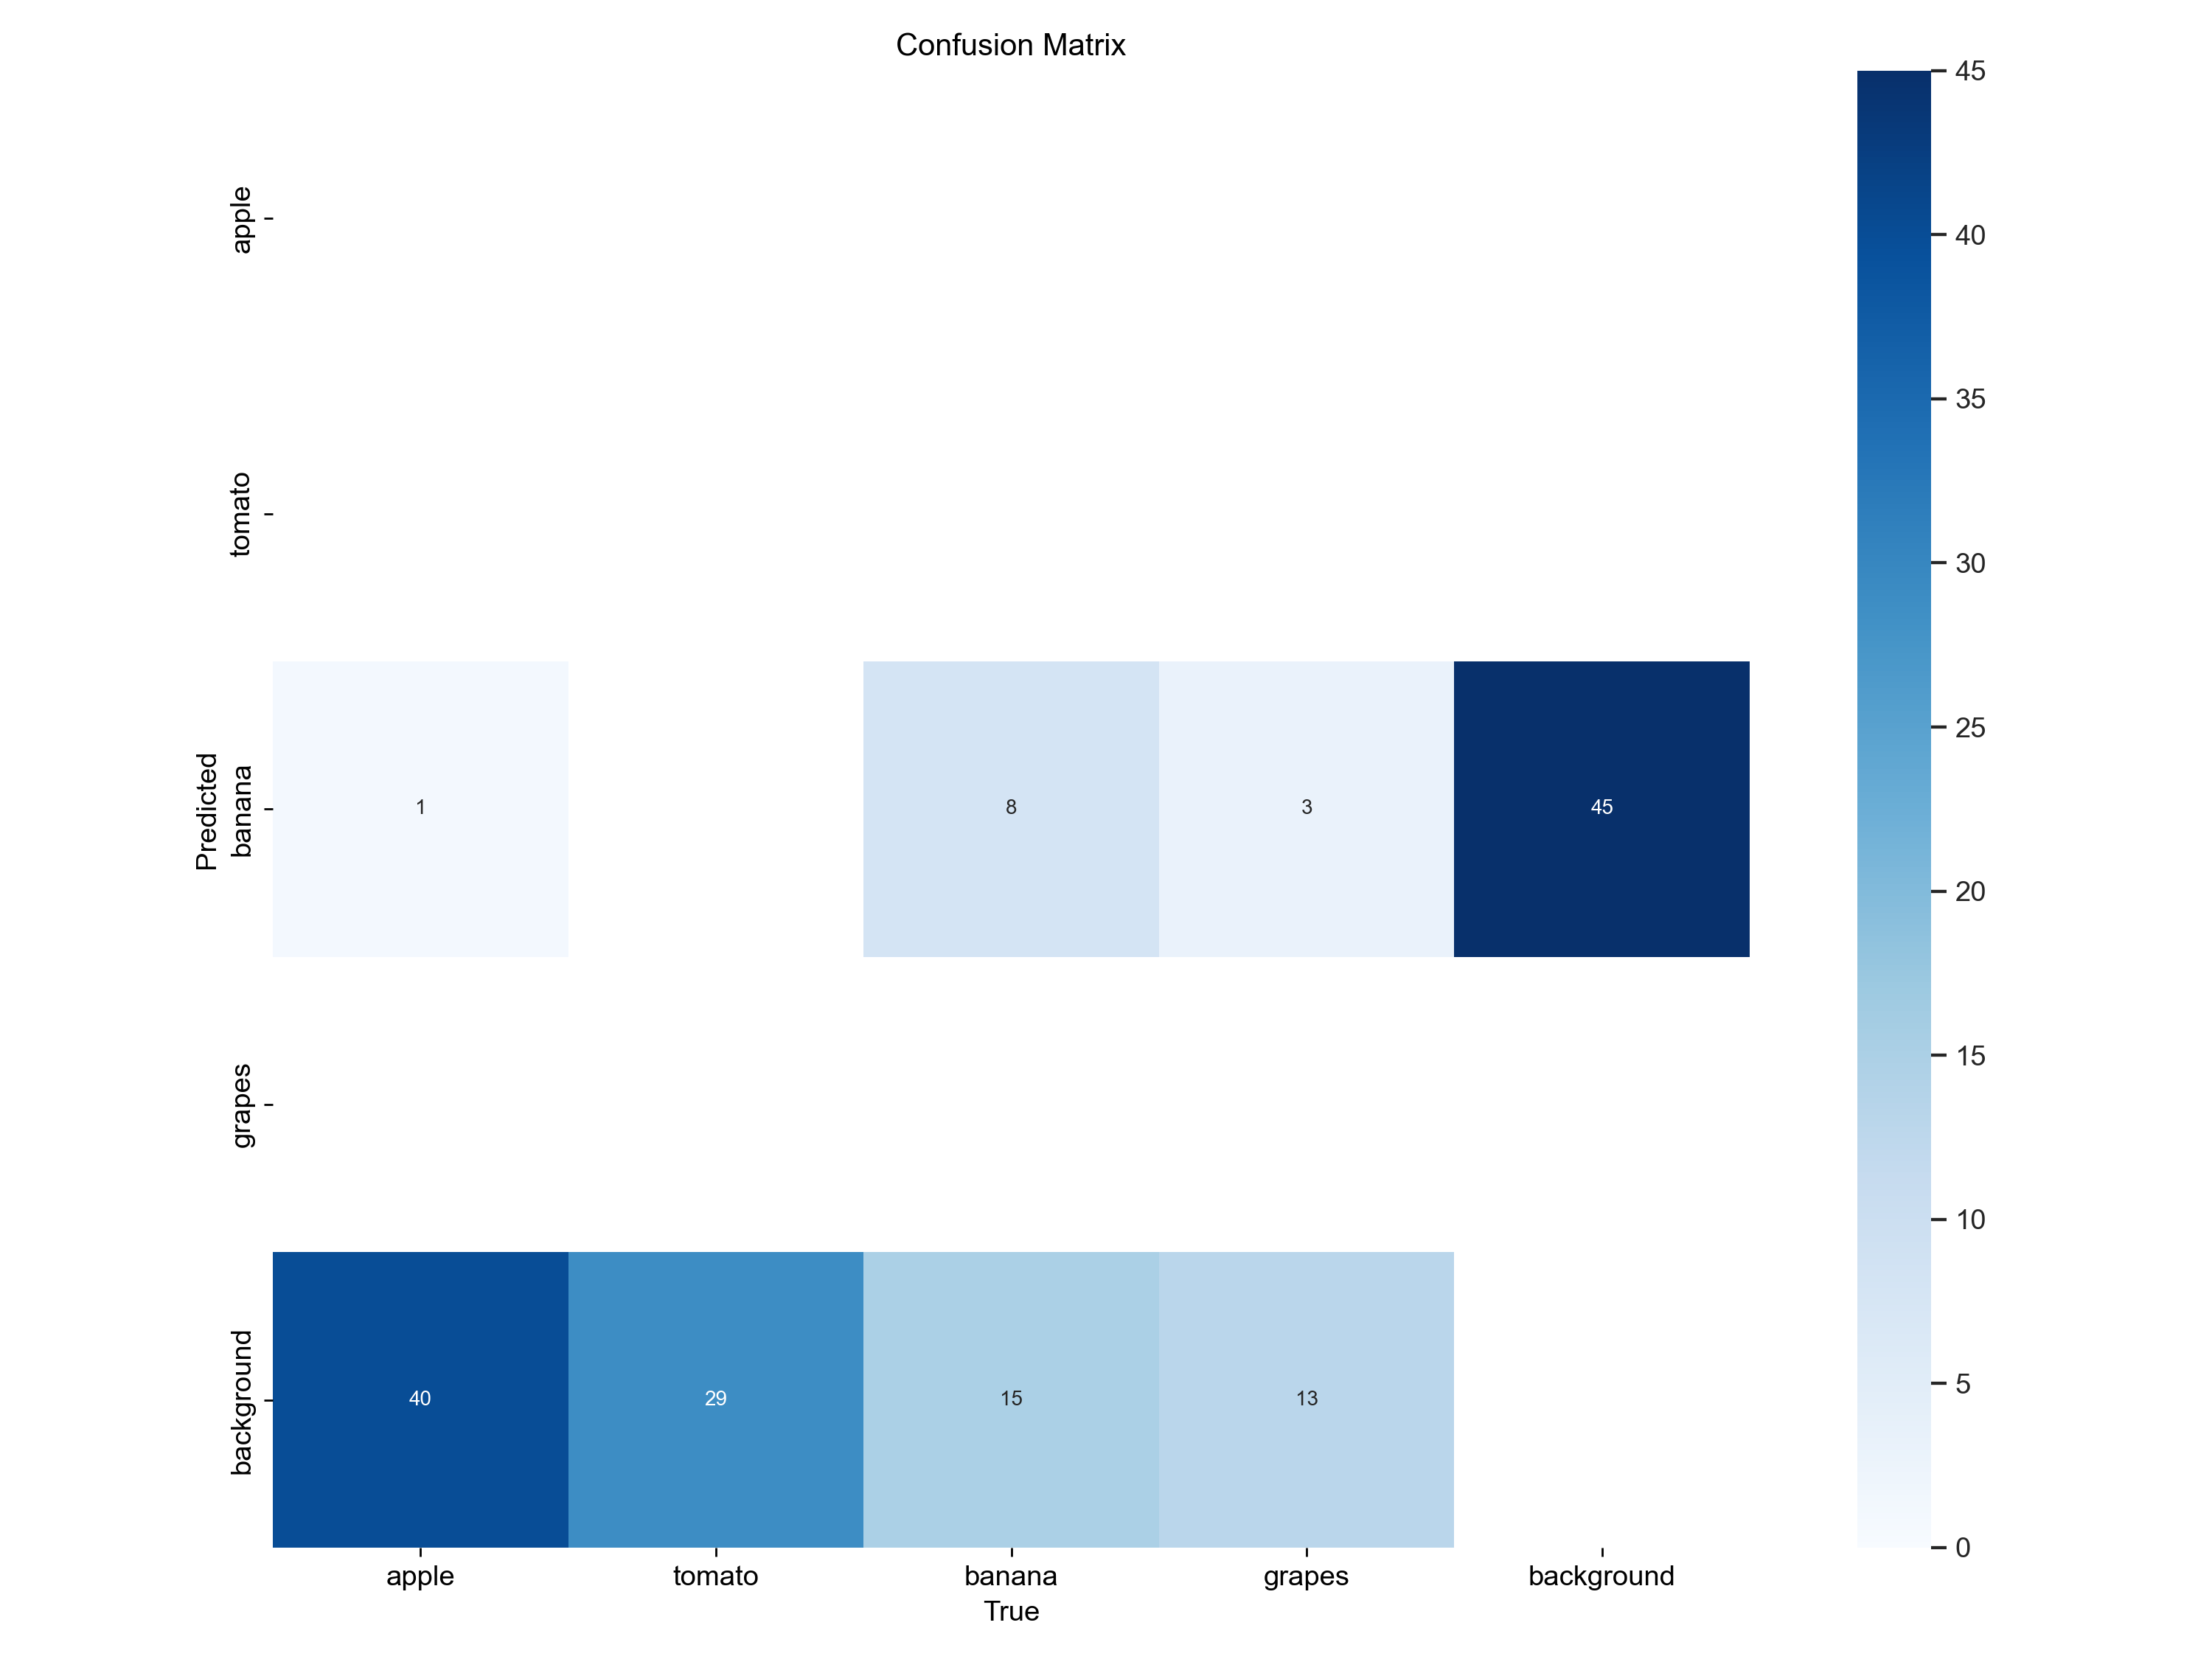 Confusion Matrix
apple
tomato
banana
grapes
background
Predicted
1
8
3
45
40
29
15
13
apple
tomato
banana
grapes
background
True
45
40
35
30
25
20
15
10
5
0